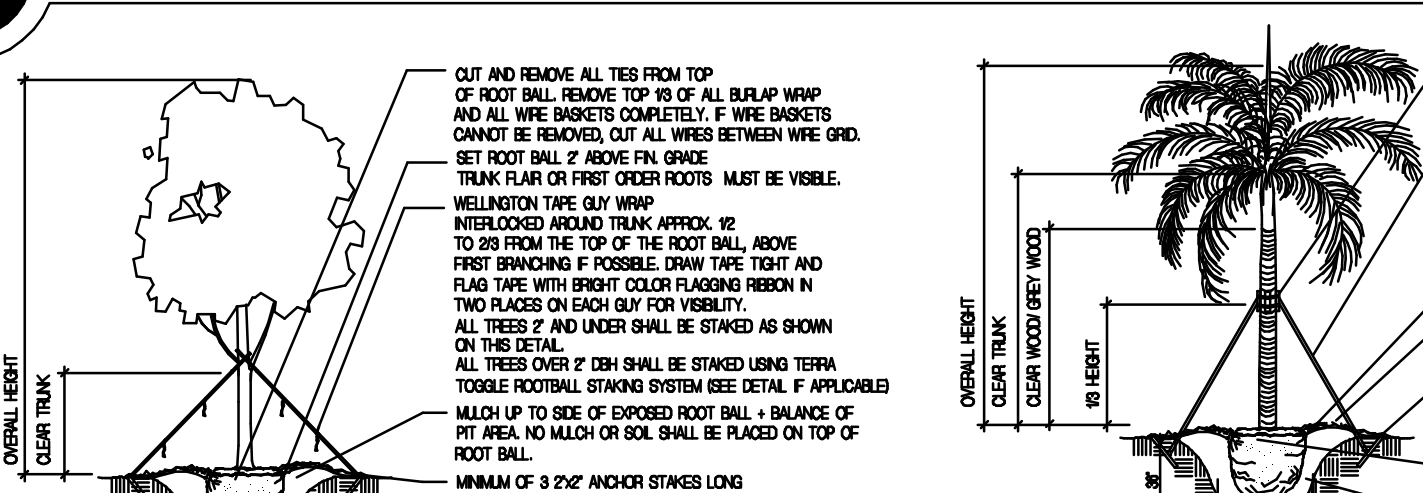 CUT AND REMOVE ALL TIES FROM TOP
OF ROOT BALL. REMOVE TOP 1/3 OF ALL BURLAP WRAP
AND ALL WIRE BASKETS COMPLETELY. IF WIRE BASKETS
CANNOT BE REMOVED, CUT ALL WIRES BETWEEN WIRE GRID.
SET ROOT BALL 2" ABOVE FIN. GRADE
TRUNK FLAIR OR FIRST ORDER ROOTS MUST BE VISIBLE.
WELLINGTON TAPE GUY WRAP
INTERLOCKED AROUND TRUNK APPROX. 1/2
TO 2/3 FROM THE TOP OF THE ROOT BALL, ABOVE
FIRST BRANCHING IF POSSIBLE. DRAW TAPE TIGHT AND
FLAG TAPE WITH BRIGHT COLOR FLAGGING RIBBON IN
TWO PLACES ON EACH GUY FOR VISIBILITY.
ALL TREES 2" AND UNDER SHALL BE STAKED AS SHOWN
ON THIS DETAIL.
ALL TREES OVER 2" DBH SHALL BE STAKED USING TERRA
TOGGLE ROOTBALL STAKING SYSTEM (SEE DETAIL IF APPLICABLE)
MULCH UP TO SIDE OF EXPOSED ROOT BALL + BALANCE OF
PIT AREA. NO MULCH OR SOIL SHALL BE PLACED ON TOP OF
ROOT BALL.
MINIMUM OF 3 2"x2" ANCHOR STAKES LONG
OVERALL HEIGHT
CLEAR TRUNK
OVERALL HEIGHT
CLEAR TRUNK
CLEAR WOOD/ GREY WOOD
1/3 HEIGHT